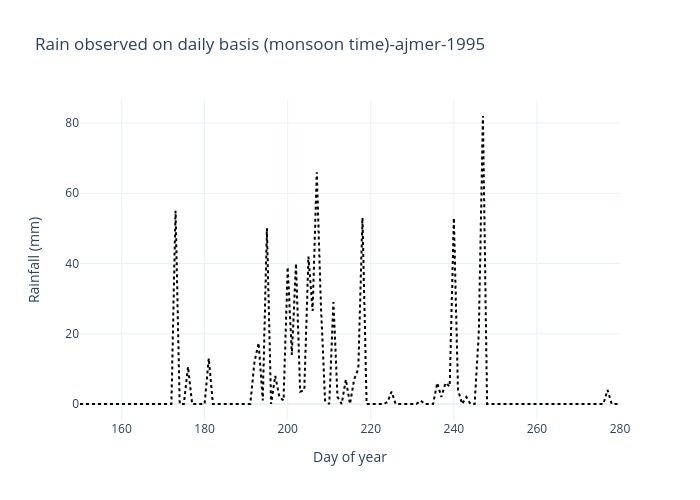 Rain observed on daily basis (monsoon time)-ajmer-1995
80
60
40
20
0
Rainfall (mm)
160 180 200 220 240 260 280
Day of year